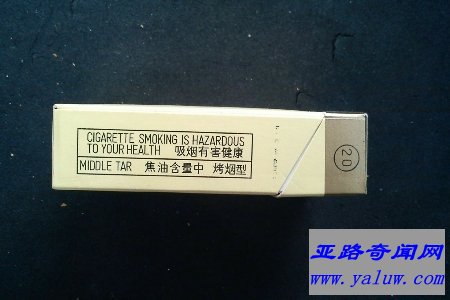 CIGARETTE SMOKING IS HAZARDOUS
TO YOUR HEALTH 吸烟有害健康
MIDDLE TAR 焦油含量中 烤烟型
20
亚路奇闻网
www.yaluw.com